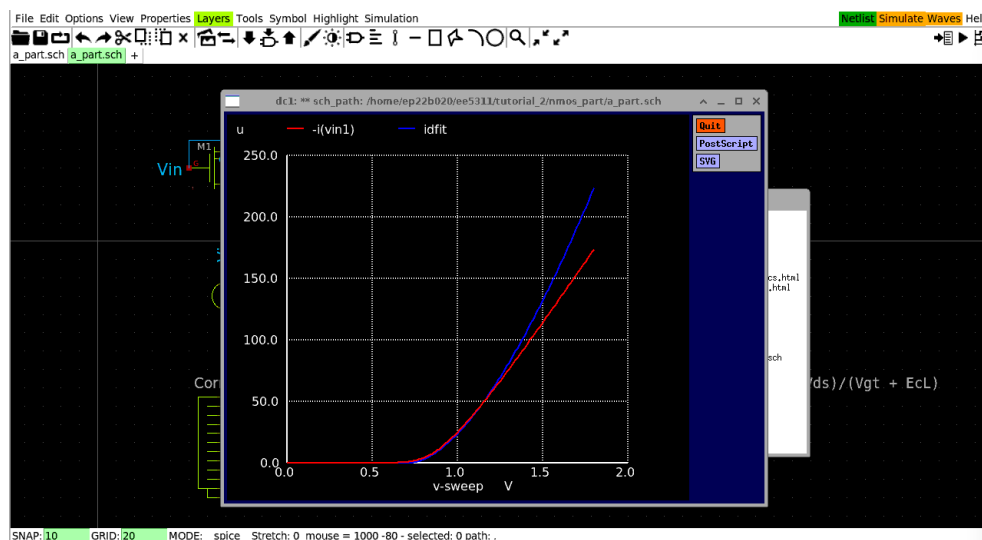 File Edit Options View Properties Layers Tools Symbol Highlight Simulation
Netlist Simulate Waves Hel
a_part.sch a_part.sch +
dc1: ** sch_path: /home/ep22b020/ee5311/tutorial_2/nmos_part/a_part.sch
u -i(vin1) idfit
Quit
PostScript
SVG
250.0
200.0
150.0
100.0
50.0
0.0
0.0 0.5 1.0 1.5 2.0
v-sweep V
M1
Vin
cs.html
.html
sch
Cor
/ds)/(Vgt + EcL)
SNAP: 10 GRID: 20 MODE: spice Stretch: 0 mouse = 1000 -80 - selected: 0 path: .